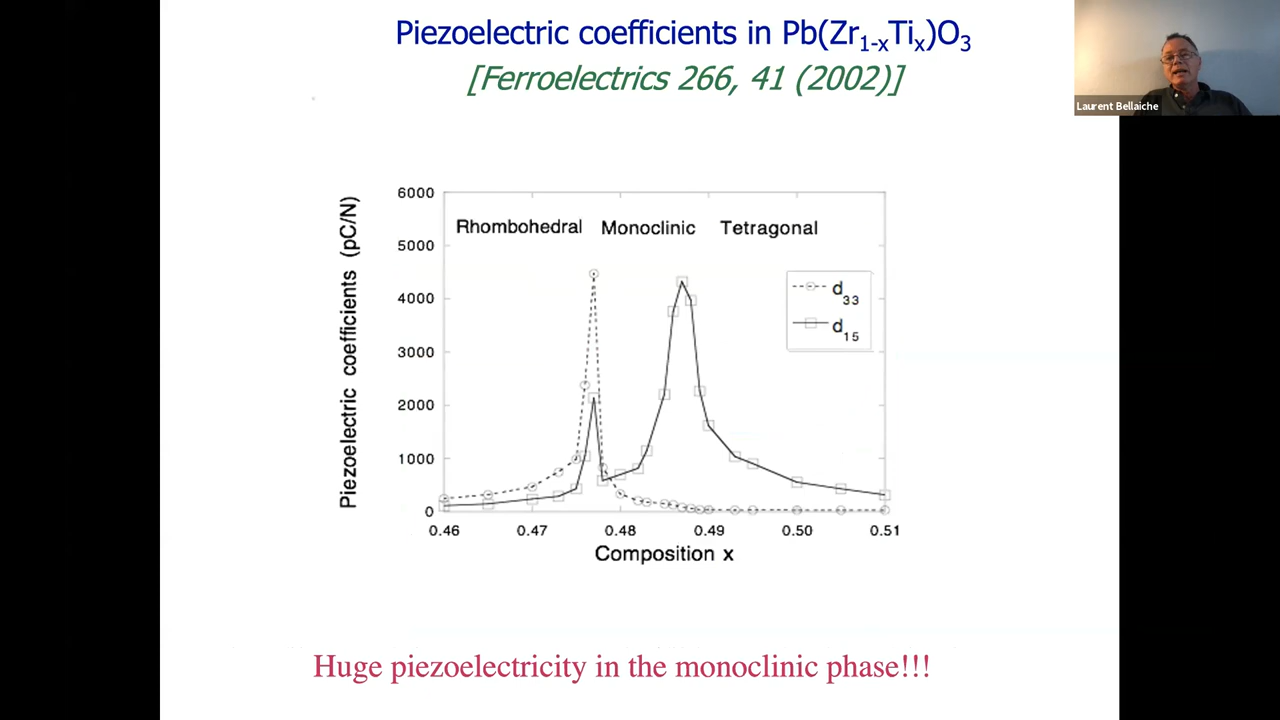 Piezoelectric coefficients in Pb(Zr1-xTix)O3
[Ferroelectrics 266, 41 (2002)]
Laurent Bellaiche
6000
5000
4000
3000
2000
1000
0
Piezoelectric coefficients (pC/N)
Rhombohedral Monoclinic Tetragonal
d33
d15
0.46 0.47 0.48 0.49 0.50 0.51
Composition x
Huge piezoelectricity in the monoclinic phase!!!